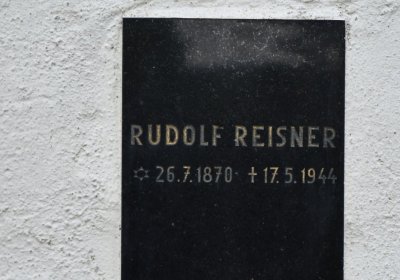 RUDOLF REISNER
✡ 26.7.1870 · ✝ 17.5.1944